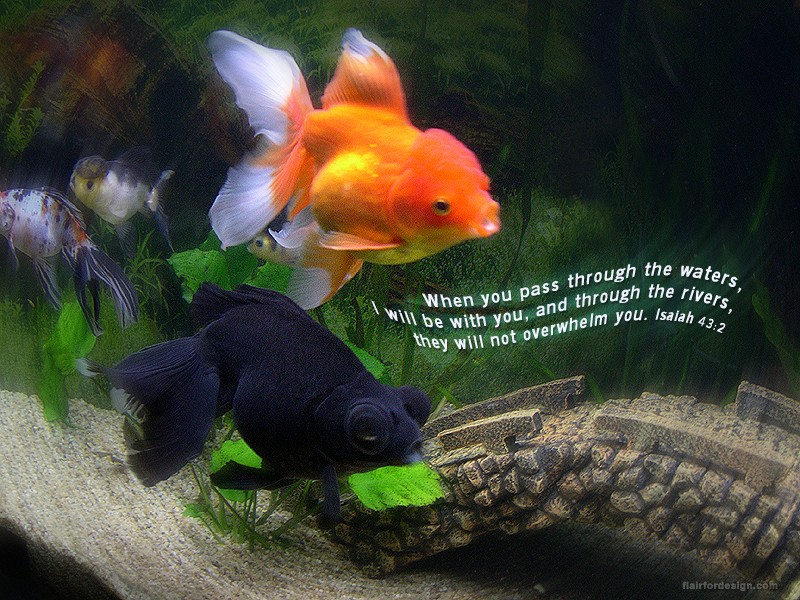 When you pass through the waters,
I will be with you, and through the rivers,
they will not overwhelm you. Isaiah 43:2
flairfordesign.com